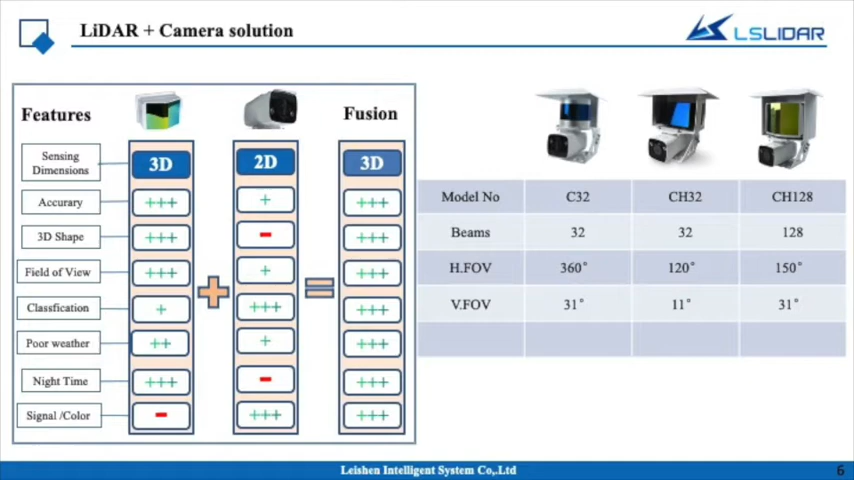 LiDAR + Camera solution
LSLIDAR
Features
Fusion
Sensing Dimensions
3D
2D
3D
Accurary
+++
+
+++
3D Shape
+++
-
+++
Field of View
+++
+
+++
Classfication
+
+++
+++
Poor weather
++
+
+++
Night Time
+++
-
+++
Signal /Color
-
+++
+++
+
=
Model No C32 CH32 CH128
Beams 32 32 128
H.FOV 360° 120° 150°
V.FOV 31° 11° 31°
Leishen Intelligent System Co,.Ltd
6